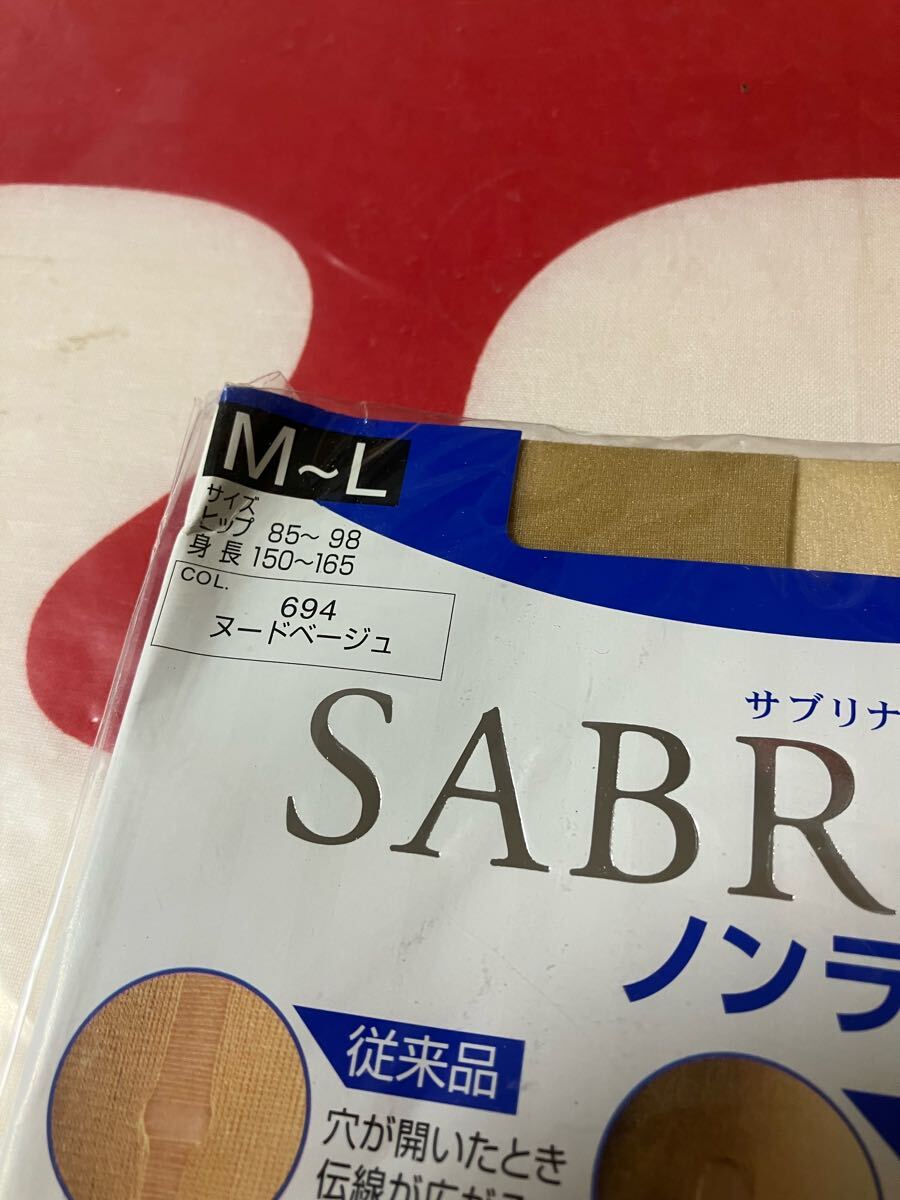 M~L
サイズ
ヒップ 85~98
身長 150~165
COL.
694
ヌードベージュ
サブリナ
SABR
ノンラ
従来品
穴が開いたとき
伝線が広がる